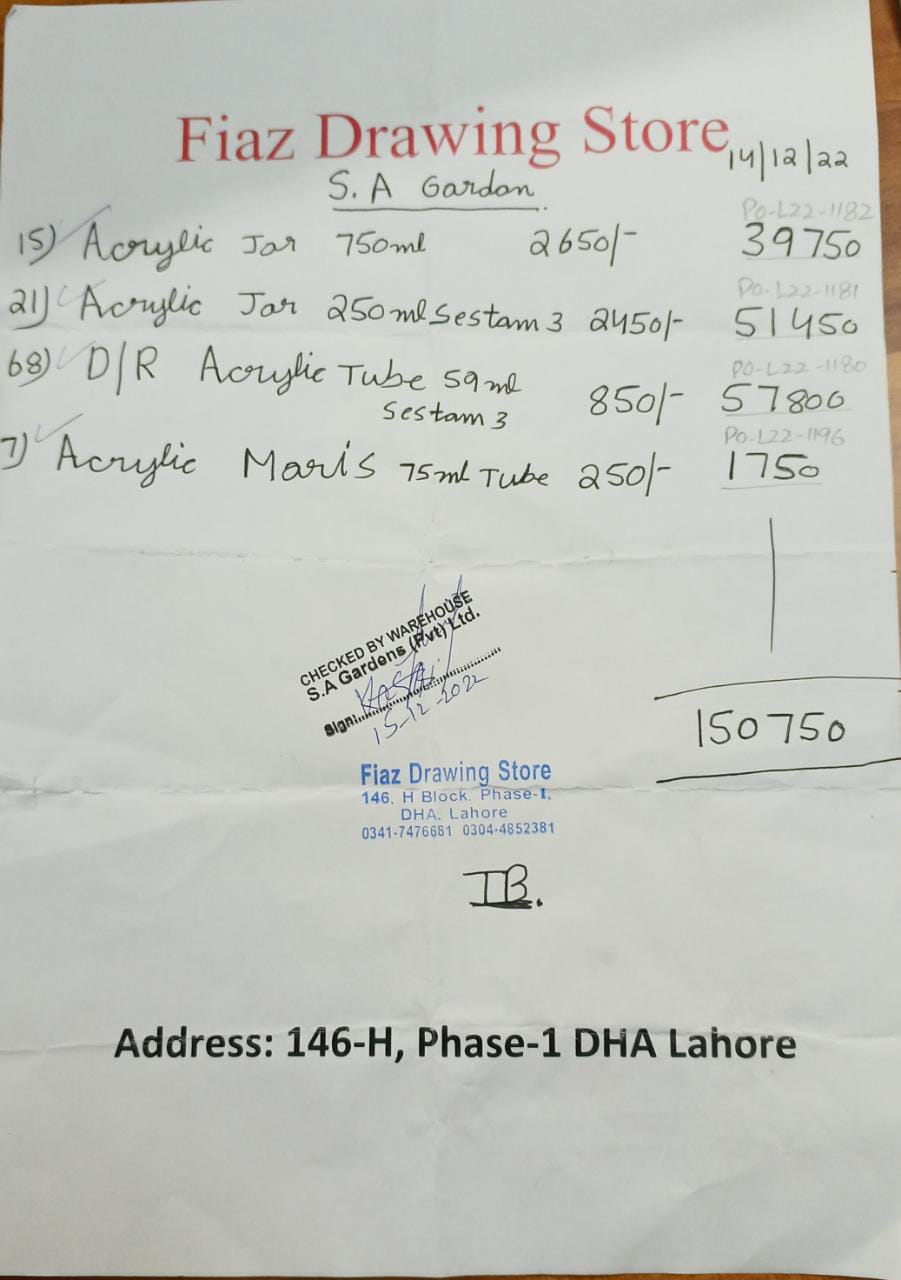 Fiaz Drawing Store
14/12/22
S. A Gardan
PO-L22-1182
15) Acrylic Jar 750ml 2650/- 39750
PO-L22-1181
21) Acrylic Jar 250ml Sestam 3 2450/- 51450
PO-L22-1180
68) D/R Acrylic Tube 59ml 850/- 57800
Sestam 3
PO-L22-1196
7) Acrylic Maris 75ml Tube 250/- 1750
150750
CHECKED BY WAREHOUSE
S.A Gardens (Pvt) Ltd.
Sign:
15-12-2022
Fiaz Drawing Store
146, H Block. Phase-I,
DHA, Lahore
0341-7476681 0304-4852381
IB.
Address: 146-H, Phase-1 DHA Lahore